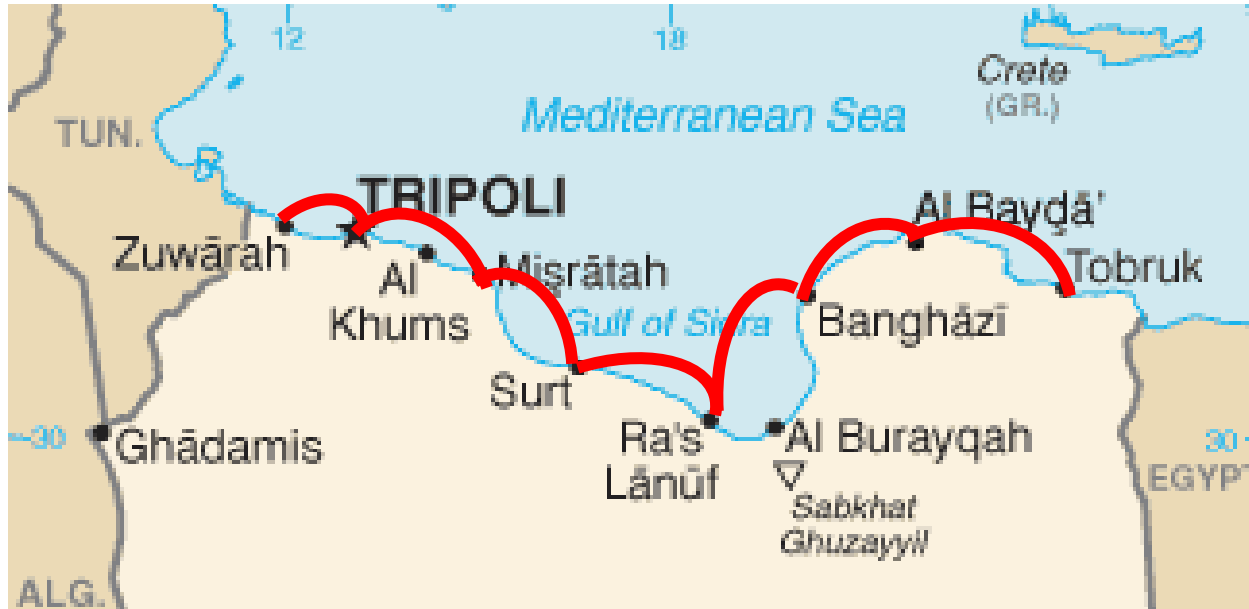 12
18
Crete
(GR.)
Mediterranean Sea
TUN.
TRIPOLI
Al Bayḑā'
Zuwārah
Al
Khums
Mişrātah
Tobruk
Gulf of Sidra
Banghāzī
Surt
30
Ghādamis
Ra's
Lānūf
Al Burayqah
30
EGYPT
Sabkhat
Ghuzayyil
ALG.